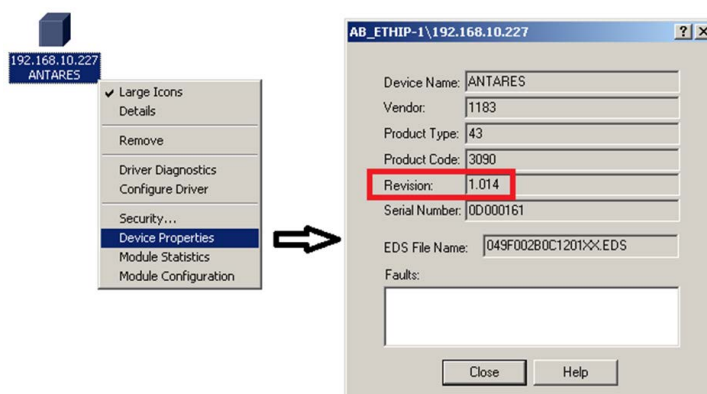 192.168.10.227
ANTARES
Large Icons
Details
Remove
Driver Diagnostics
Configure Driver
Security...
Device Properties
Module Statistics
Module Configuration
AB_ETHIP-1\192.168.10.227
Device Name: ANTARES
Vendor: 1183
Product Type: 43
Product Code: 3090
Revision: 1.014
Serial Number: 0D000161
EDS File Name: 049F002B0C1201XX.EDS
Faults:
Close Help